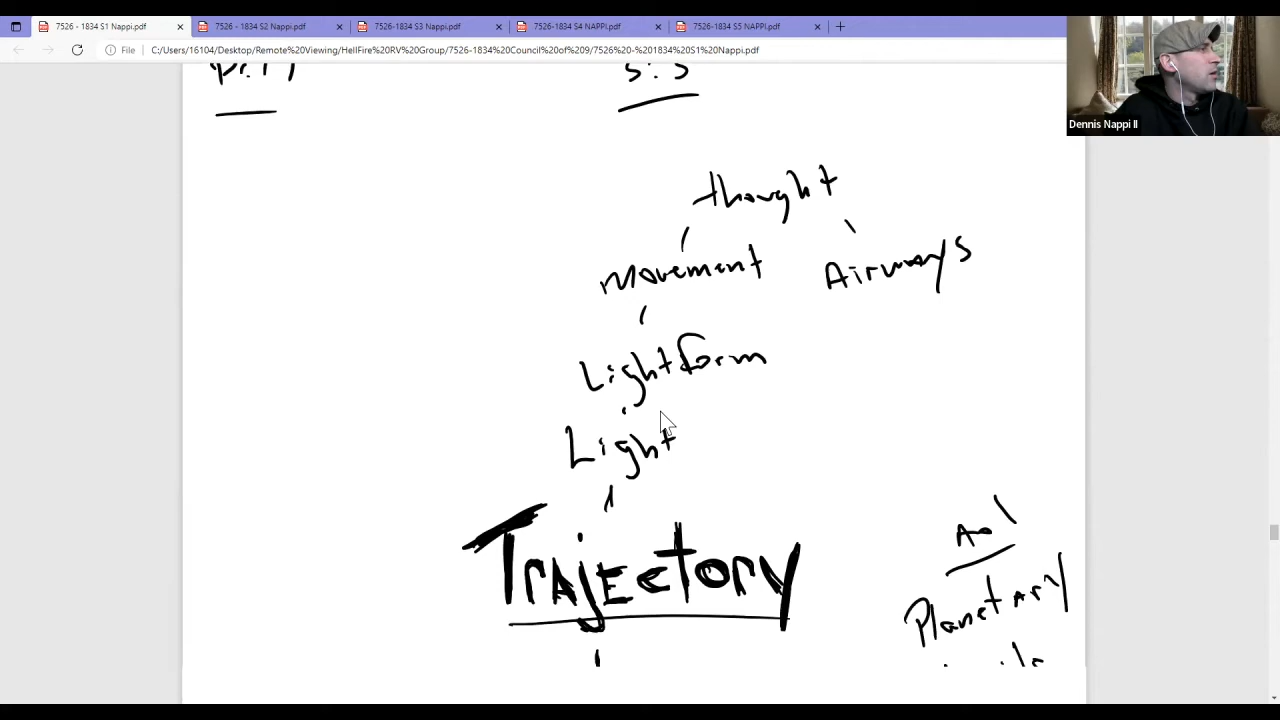 7526 - 1834 S1 Nappi.pdf
7526 - 1834 S2 Nappi.pdf
7526-1834 S3 Nappi.pdf
7526-1834 S4 NAPPI.pdf
7526-1834 S5 NAPPI.pdf
File
C:/Users/16104/Desktop/Remote%20Viewing/HellFire%20RV%20Group/7526-1834%20Council%20of%209/7526%20-%201834%20S1%20Nappi.pdf
Dennis Nappi II
S:3
thought
Movement
Airways
Lightform
Light
Trajectory
Aol
Planetary